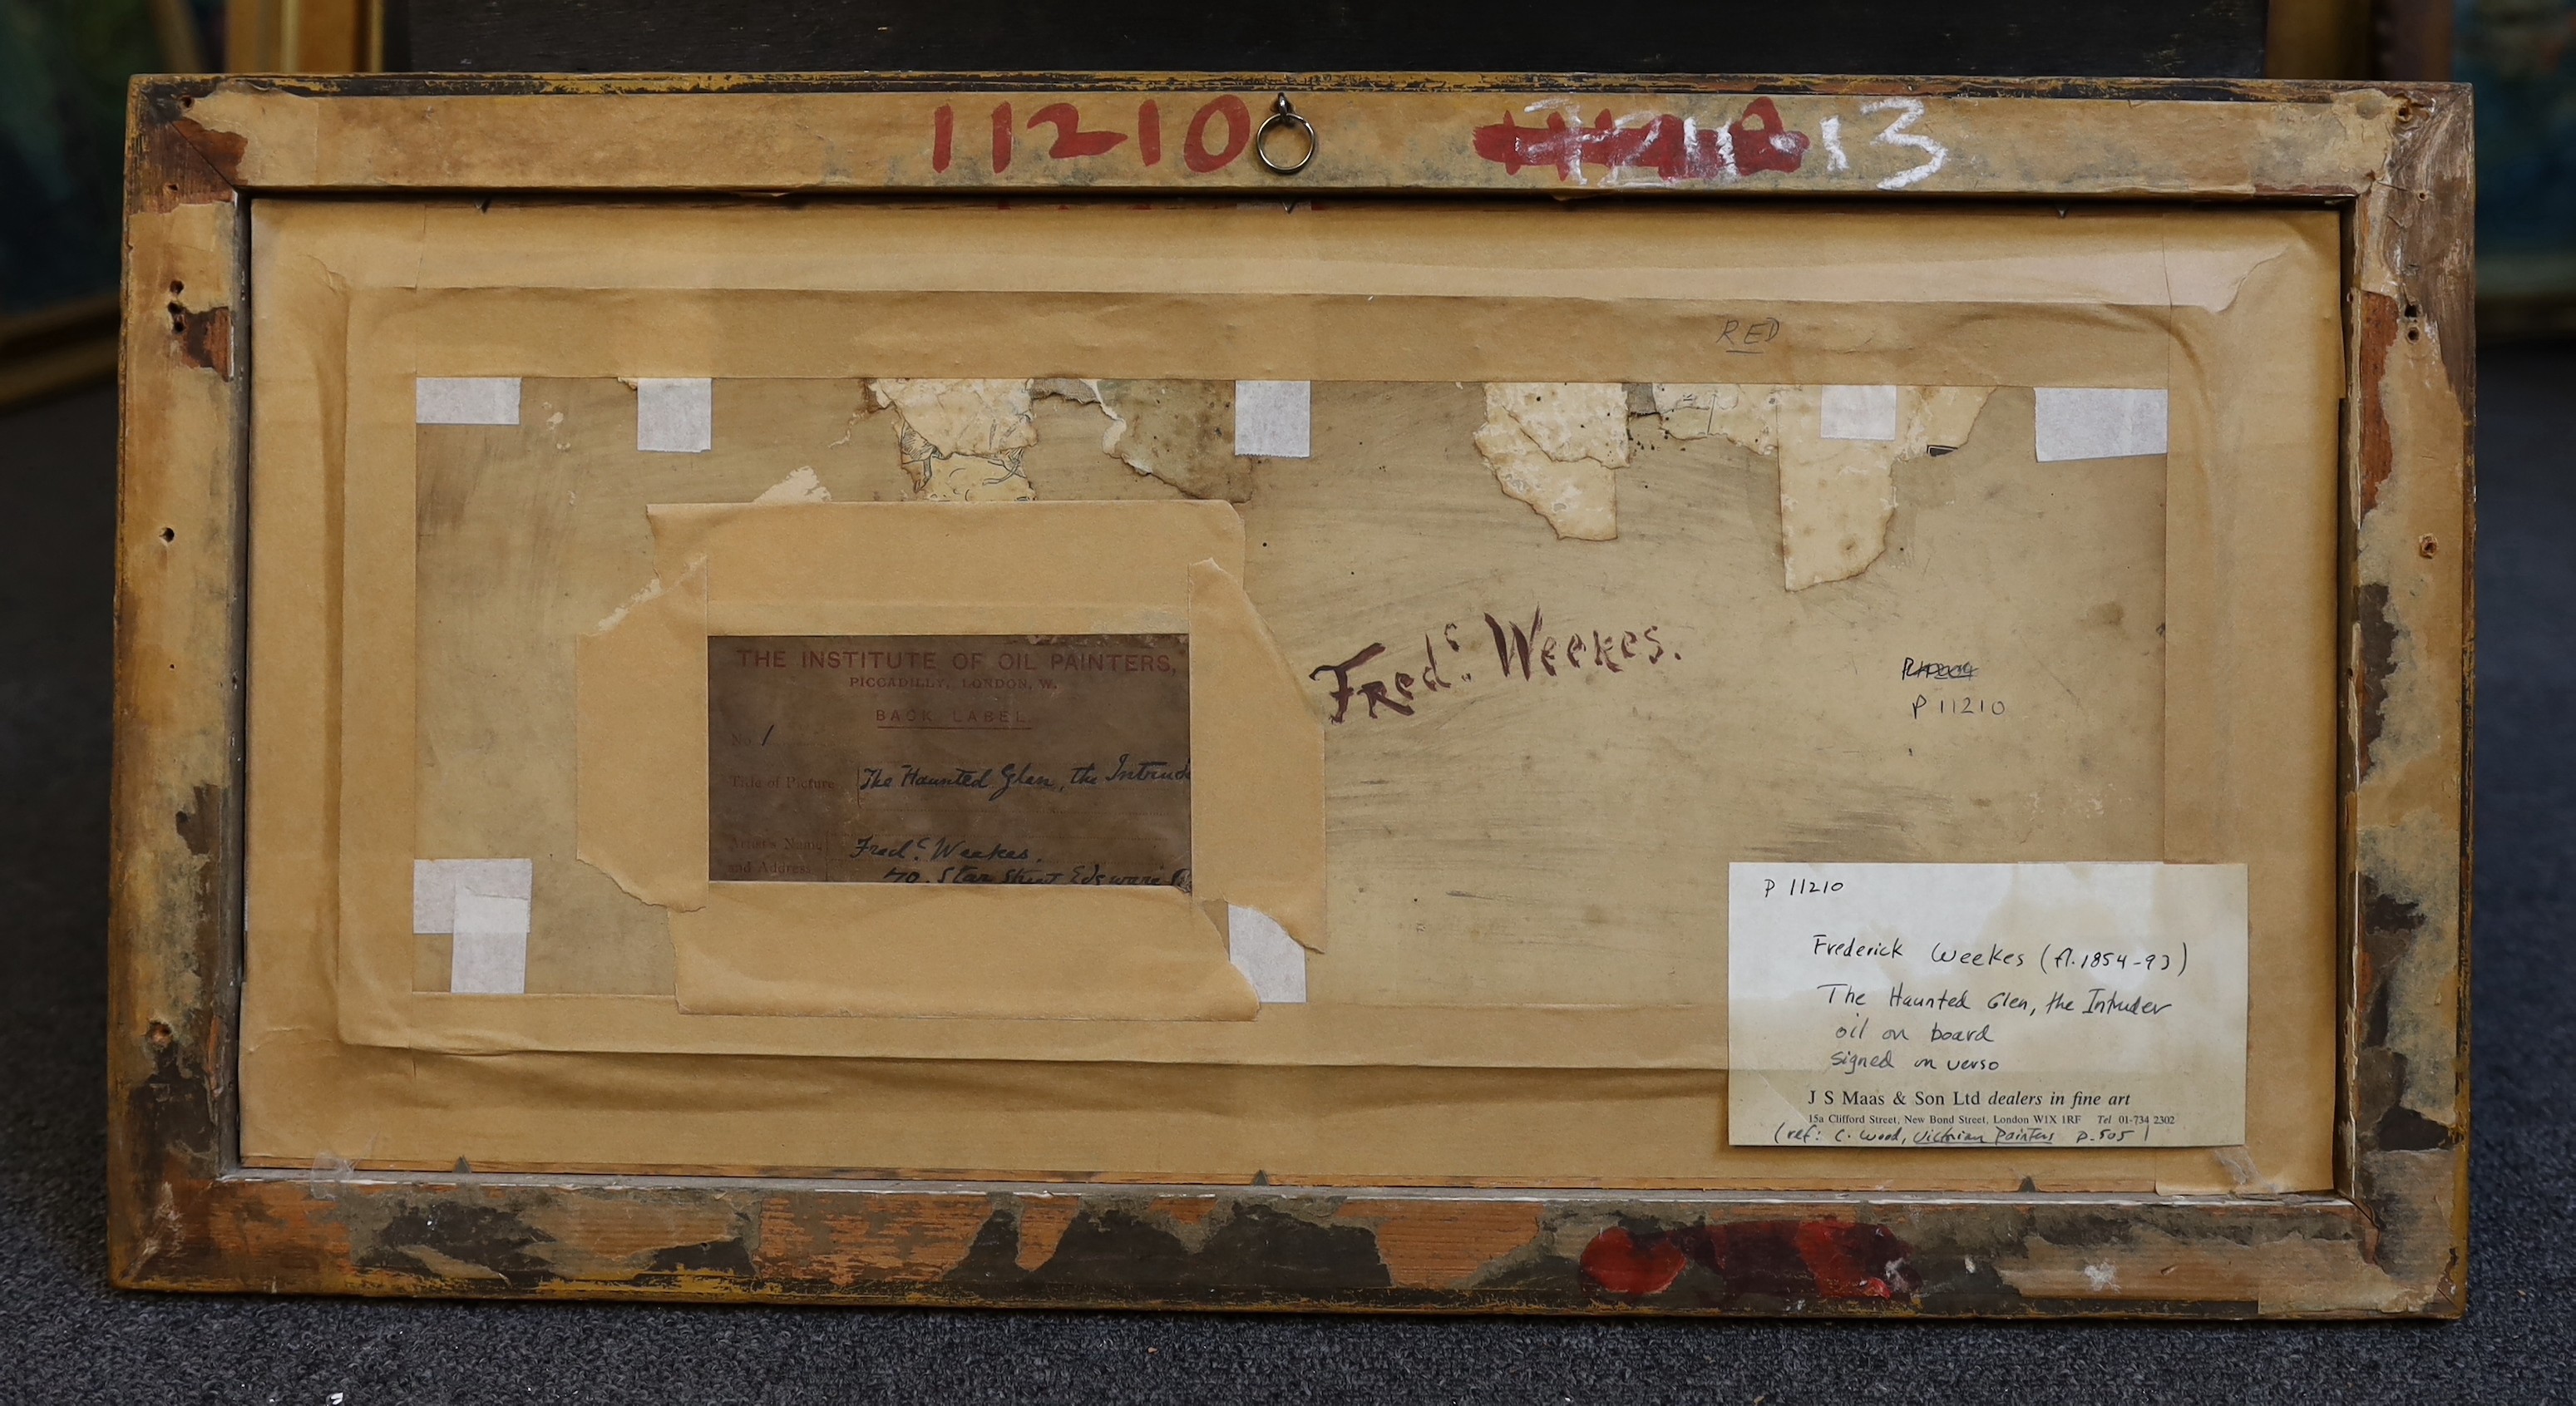 11210
13
RED
THE INSTITUTE OF OIL PAINTERS,
PICCADILLY, LONDON, W.
BACK LABEL.
No. 1
Title of Picture The Haunted Glen, the Intrude
Artist's Name Fredc. Weekes.
and Address 70. Star Street Edgware
Fredc. Weekes.
P 11210
P 11210
Frederick Weekes (fl. 1854-93)
The Haunted Glen, the Intruder
oil on board
signed on verso
J S Maas & Son Ltd dealers in fine art
15a Clifford Street, New Bond Street, London W1X 1RF Tel 01-734 2302
(ref: C. Wood, Victorian Painters p. 505)